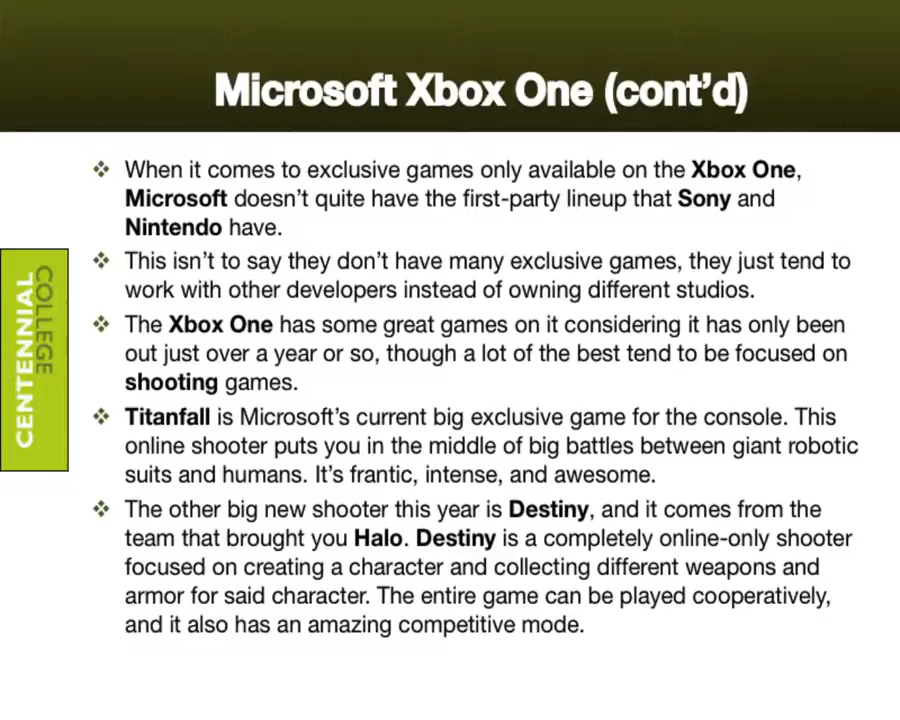 Microsoft Xbox One (cont’d)
❖ When it comes to exclusive games only available on the Xbox One,
Microsoft doesn’t quite have the first-party lineup that Sony and
Nintendo have.
❖ This isn’t to say they don’t have many exclusive games, they just tend to
work with other developers instead of owning different studios.
❖ The Xbox One has some great games on it considering it has only been
out just over a year or so, though a lot of the best tend to be focused on
shooting games.
❖ Titanfall is Microsoft’s current big exclusive game for the console. This
online shooter puts you in the middle of big battles between giant robotic
suits and humans. It’s frantic, intense, and awesome.
❖ The other big new shooter this year is Destiny, and it comes from the
team that brought you Halo. Destiny is a completely online-only shooter
focused on creating a character and collecting different weapons and
armor for said character. The entire game can be played cooperatively,
and it also has an amazing competitive mode.
CENTENNIAL
COLLEGE